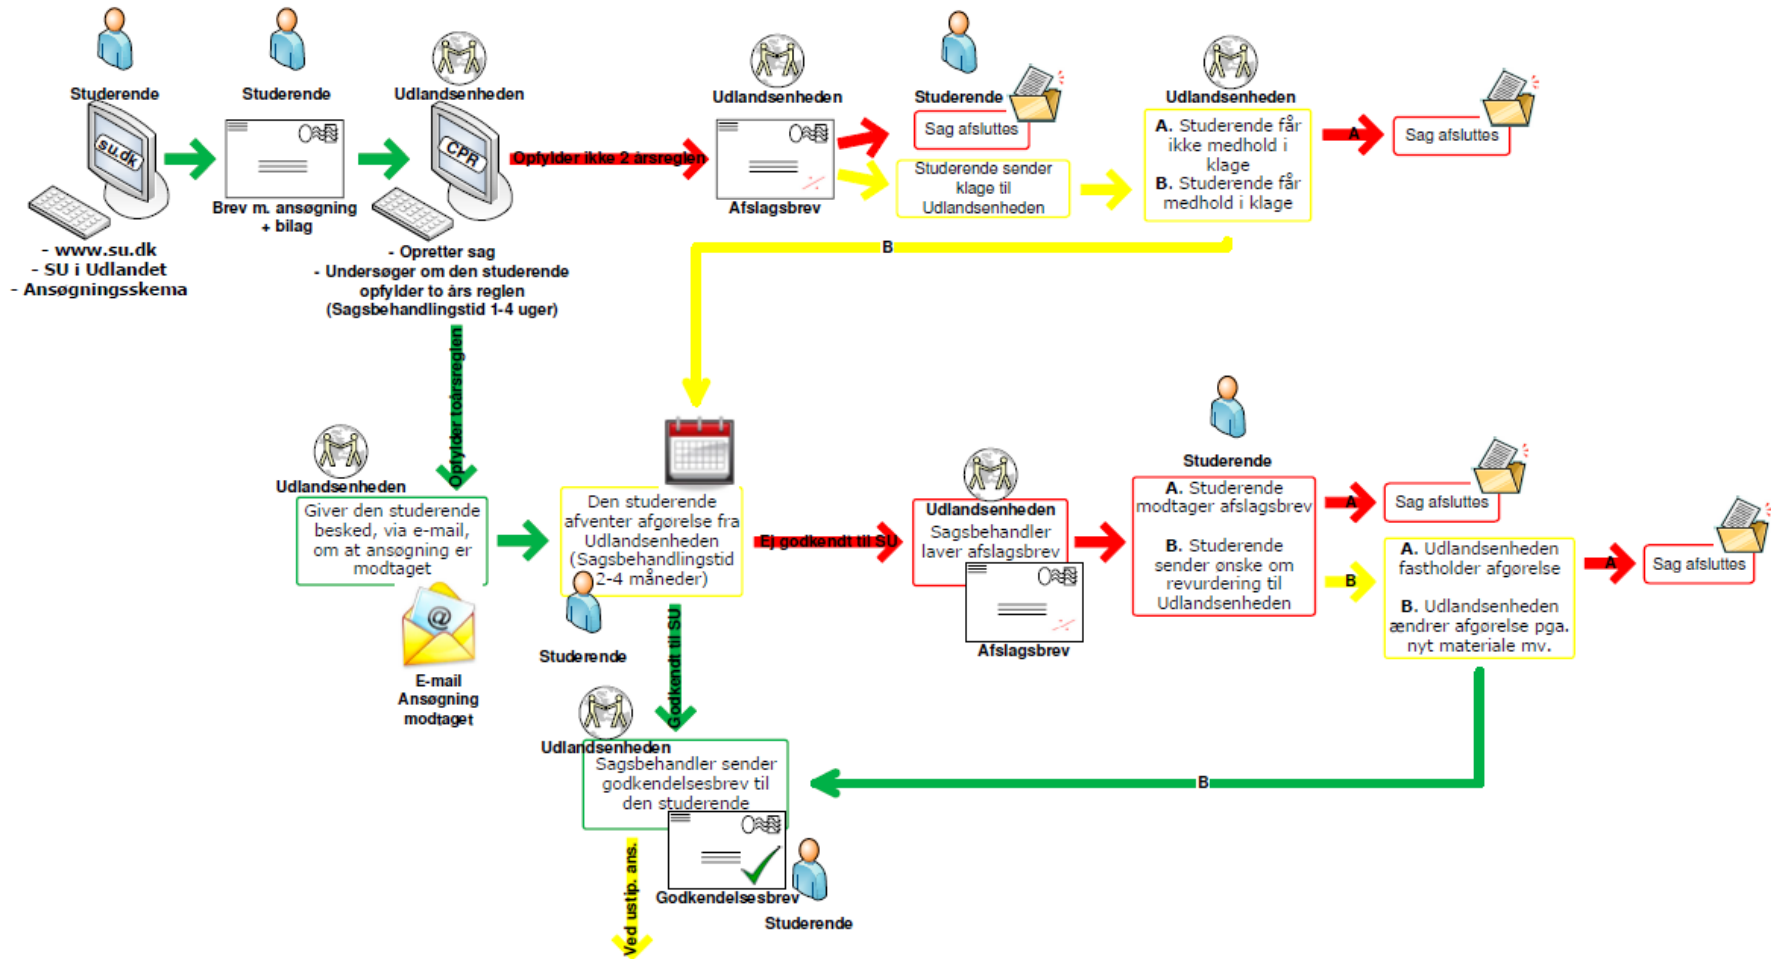 Studerende
su.dk
- www.su.dk
- SU i Udlandet
- Ansøgningsskema
Studerende
Brev m. ansøgning
+ bilag
Udlandsenheden
CPR
- Opretter sag
- Undersøger om den studerende
opfylder to års reglen
(Sagsbehandlingstid 1-4 uger)
Opfylder ikke 2 årsreglen
Udlandsenheden
Afslagsbrev
Studerende
Sag afsluttes
Studerende sender
klage til
Udlandsenheden
Udlandsenheden
A. Studerende får
ikke medhold i
klage
B. Studerende får
medhold i klage
A
Sag afsluttes
B
Opfylder toårsreglen
Udlandsenheden
Giver den studerende
besked, via e-mail,
om at ansøgning er
modtaget
@
E-mail
Ansøgning
modtaget
Den studerende
afventer afgørelse fra
Udlandsenheden
(Sagsbehandlingstid
2-4 måneder)
Studerende
Ej godkendt til SU
Udlandsenheden
Sagsbehandler
laver afslagsbrev
Afslagsbrev
Studerende
A. Studerende
modtager afslagsbrev
B. Studerende
sender ønske om
revurdering til
Udlandsenheden
A
Sag afsluttes
B
A. Udlandsenheden
fastholder afgørelse
B. Udlandsenheden
ændrer afgørelse pga.
nyt materiale mv.
A
Sag afsluttes
B
Godkendt til SU
Udlandsenheden
Sagsbehandler sender
godkendelsesbrev til
den studerende
Godkendelsesbrev
Studerende
Ved ustip. ans.